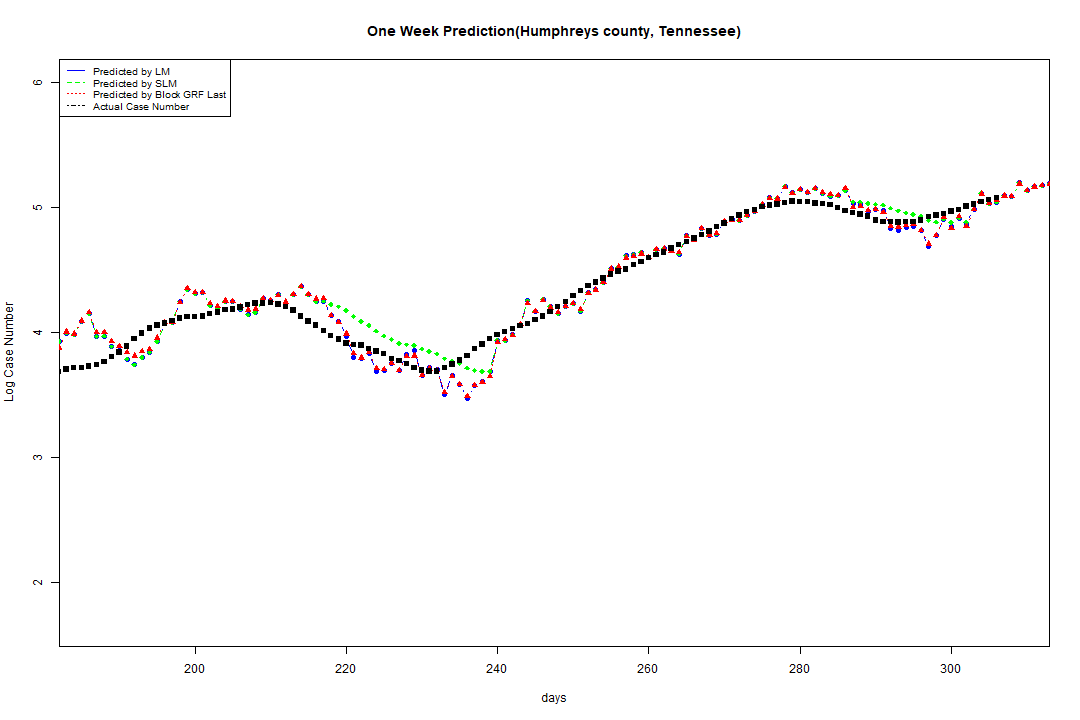 One Week Prediction(Humphreys county, Tennessee)
Predicted by LM
Predicted by SLM
Predicted by Block GRF Last
Actual Case Number
6
5
4
3
2
Log Case Number
200 220 240 260 280 300
days